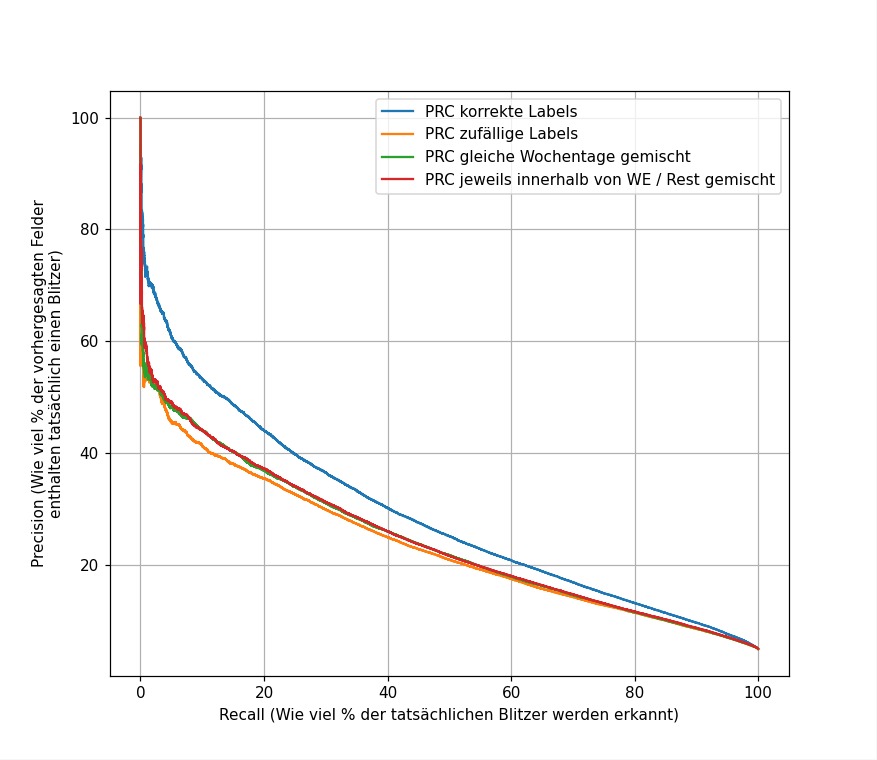 PRC korrekte Labels
PRC zufällige Labels
PRC gleiche Wochentage gemischt
PRC jeweils innerhalb von WE / Rest gemischt
100
80
60
40
20
Precision (Wie viel % der vorhergesagten Felder
enthalten tatsächlich einen Blitzer)
0 20 40 60 80 100
Recall (Wie viel % der tatsächlichen Blitzer werden erkannt)